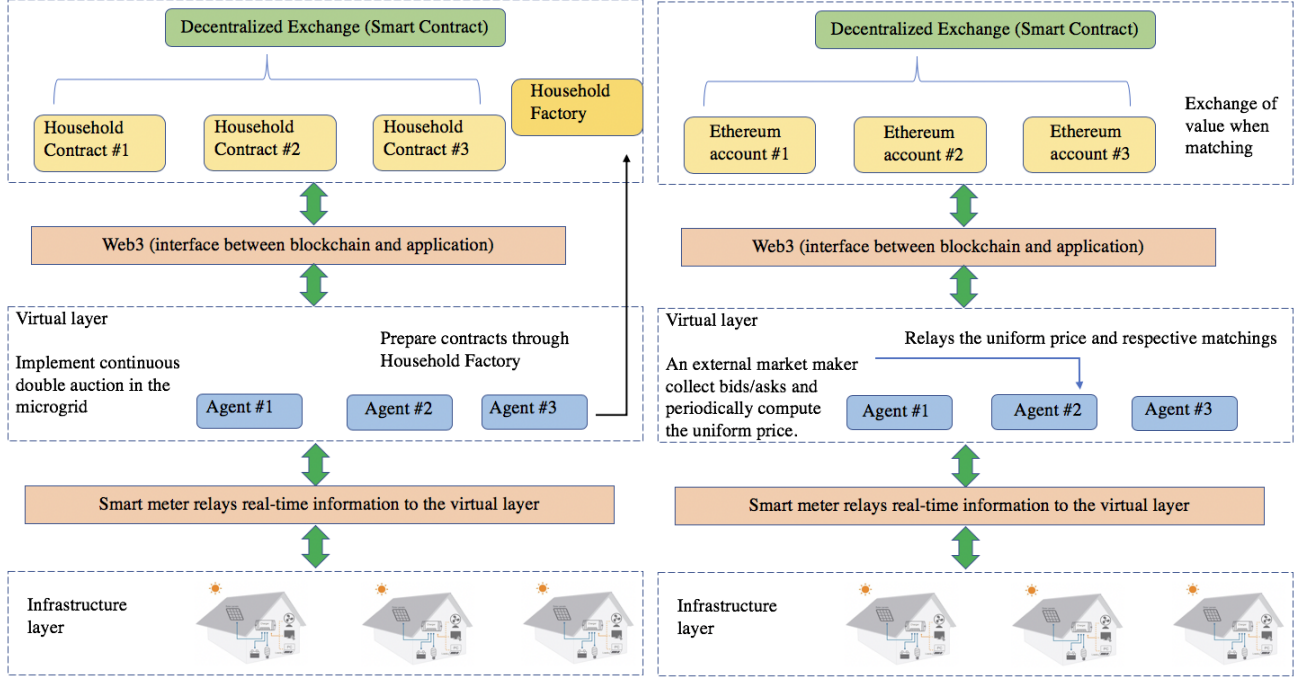 Decentralized Exchange (Smart Contract)
Household
Factory
Household
Contract #1
Household
Contract #2
Household
Contract #3
Web3 (interface between blockchain and application)
Virtual layer
Implement continuous
double auction in the
microgrid
Prepare contracts through
Household Factory
Agent #1
Agent #2
Agent #3
Smart meter relays real-time information to the virtual layer
Infrastructure
layer
Decentralized Exchange (Smart Contract)
Ethereum
account #1
Ethereum
account #2
Ethereum
account #3
Exchange of
value when
matching
Web3 (interface between blockchain and application)
Virtual layer
Relays the uniform price and respective matchings
An external market maker
collect bids/asks and
periodically compute
the uniform price.
Agent #1
Agent #2
Agent #3
Smart meter relays real-time information to the virtual layer
Infrastructure
layer